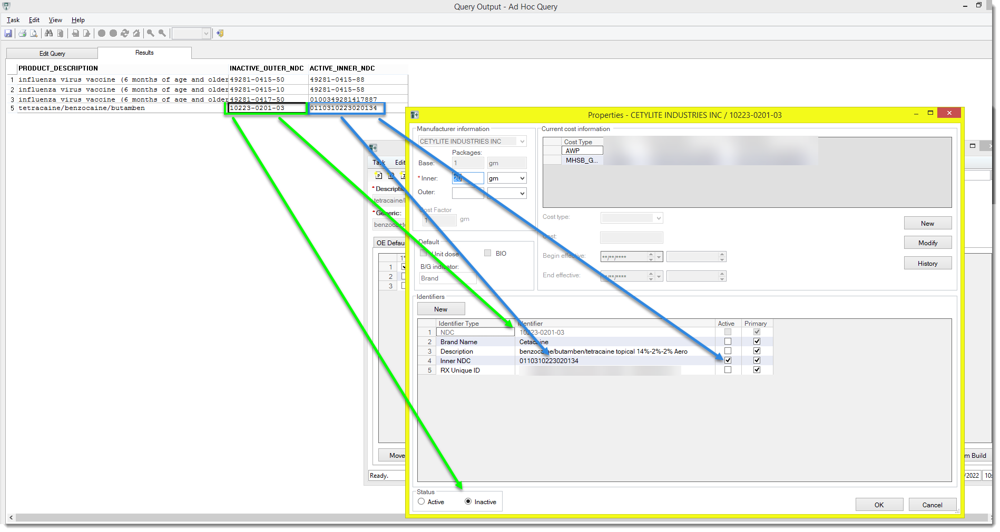 Query Output - Ad Hoc Query
Task Edit View Help
Edit Query Results
PRODUCT_DESCRIPTION INACTIVE_OUTER_NDC ACTIVE_INNER_NDC
1 influenza virus vaccine (6 months of age and older 49281-0415-50 49281-0415-88
2 influenza virus vaccine (6 months of age and older 49281-0415-10 49281-0415-58
3 influenza virus vaccine (6 months of age and older 49281-0417-50 0100349281417887
5 tetracaine/benzocaine/butamben 10223-0201-03 0110310223020134
Properties - CETYLITE INDUSTRIES INC / 10223-0201-03
Manufacturer information
CETYLITE INDUSTRIES INC
Packages:
Base: 1 gm
*Inner: 20 gm
Outer:
Cost Factor
1 gm
Default
Unit dose BIO
B/G indicator:
Brand
Current cost information
Cost Type
AWP
MHSB_G...
Cost type:
Cost:
Begin effective: **/**/****
End effective: **/**/****
New
Modify
History
Identifiers
New
Identifier Type Identifier Active Primary
1 NDC 10223-0201-03
2 Brand Name Cetacaine
3 Description benzocaine/butamben/tetracaine topical 14%-2%-2% Aero
4 Inner NDC 0110310223020134
5 RX Unique ID
Status
Active Inactive
OK Cancel
Task Edit
*Descripti
tetracaine/
*Generic:
OE Defau
1
2
3
Move
m Build
Ready.
/2022 10: